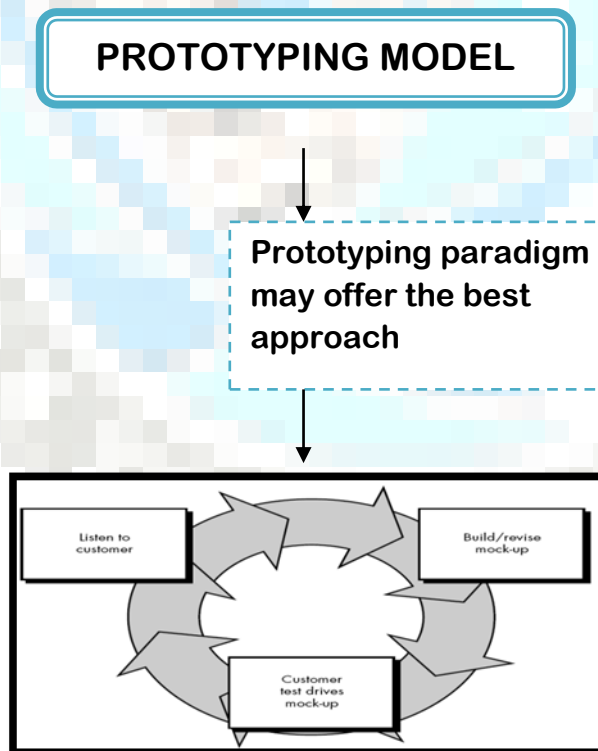 PROTOTYPING MODEL
Prototyping paradigm
may offer the best
approach
Listen to
customer
Build/revise
mock-up
Customer
test drives
mock-up